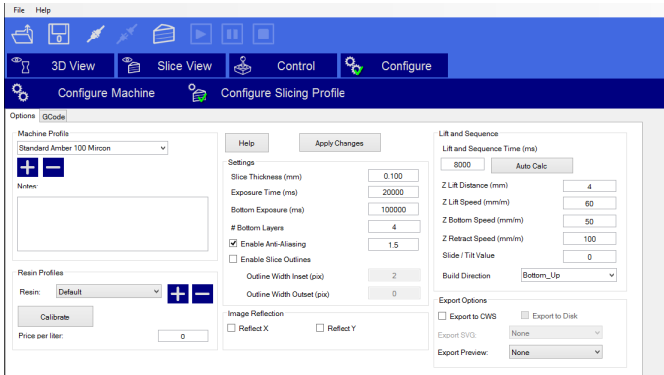 File Help
3D View Slice View Control Configure
Configure Machine Configure Slicing Profile
Options GCode
Machine Profils
Standard Amber 100 Mircon
Notes:
Resin Profiles
Resin: Default
Calibrate
Price per liter: 0
Help Apply Changes
Settings
Slice Thickness (mm) 0.100
Exposure Time (ms) 20000
Bottom Exposure (ms) 100000
# Bottom Layers 4
Enable Anti-Aliasing 1.5
Enable Slice Outlines
Outline Width Inset (pix) 2
Outline Width Outset (pix) 0
Image Reflection
Reflect X Reflect Y
Lift and Sequence
Lift and Sequence Time (ms)
8000 Auto Calc
Z Lift Distance (mm) 4
Z Lift Speed (mm/m) 60
Z Bottom Speed (mm/m) 50
Z Retract Speed (mm/m) 100
Slide / Tilt Value 0
Build Direction Bottom_Up
Export Options
Export to CWS Export to Disk
Export SVG: None
Export Preview: None